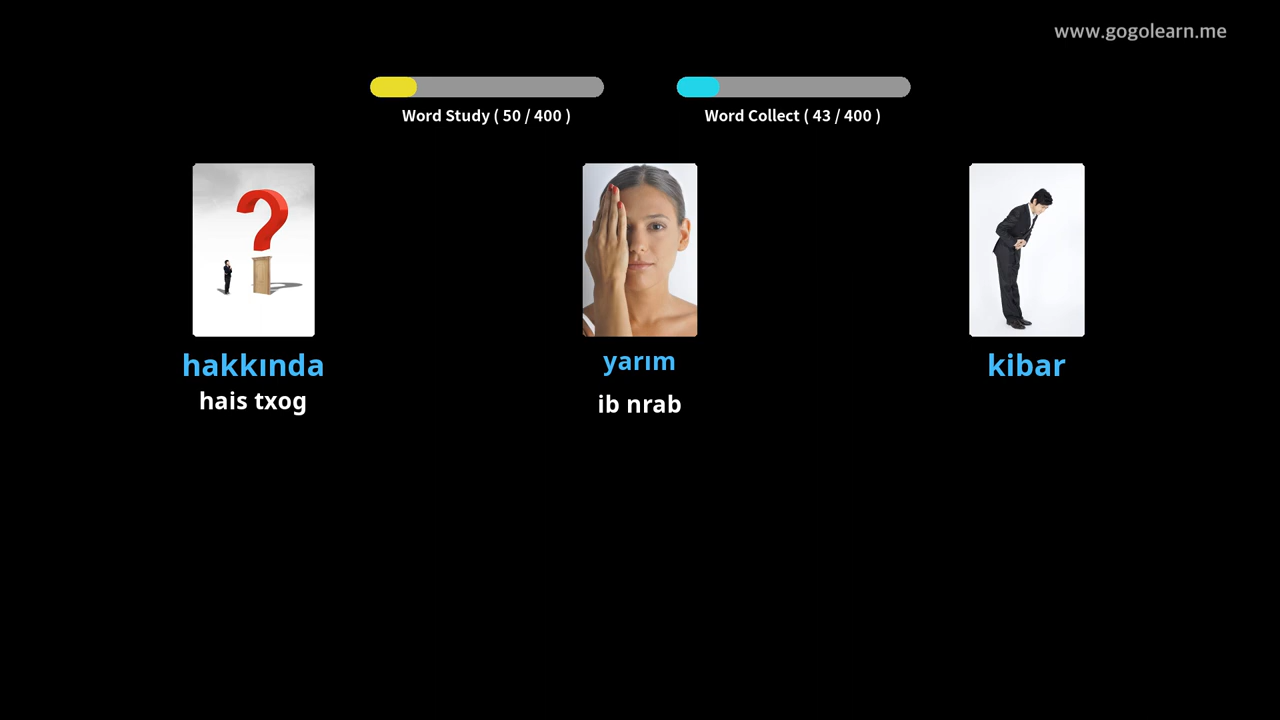 www.gogolearn.me
Word Study ( 50 / 400 )
Word Collect ( 43 / 400 )
hakkında
hais txog
yarım
ib nrab
kibar